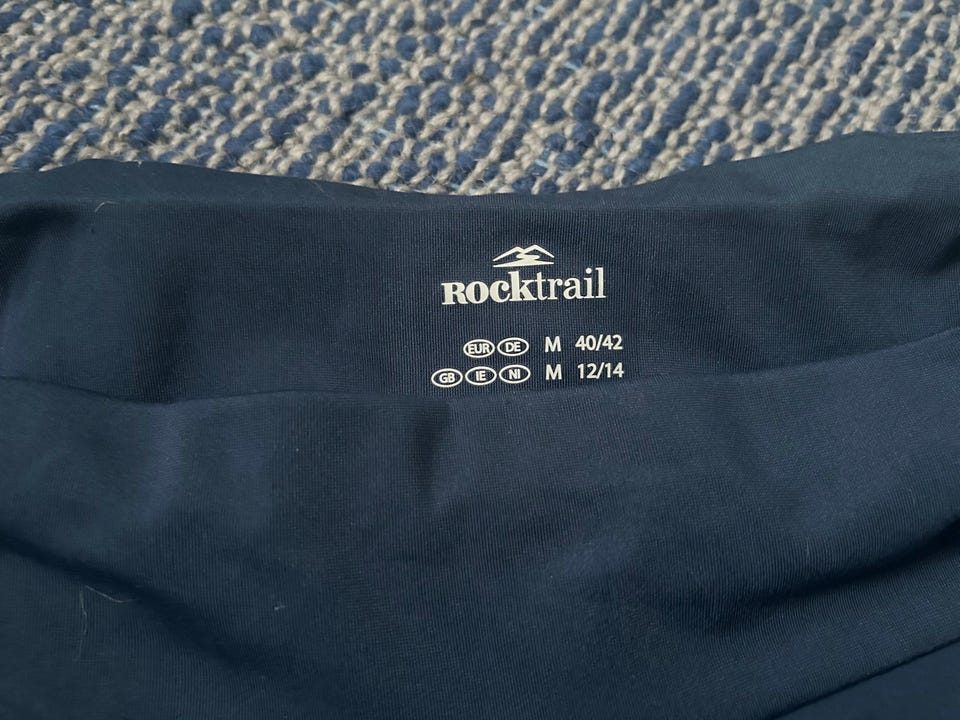 Rocktrail
EUR DE M 40/42
GB IE NI M 12/14